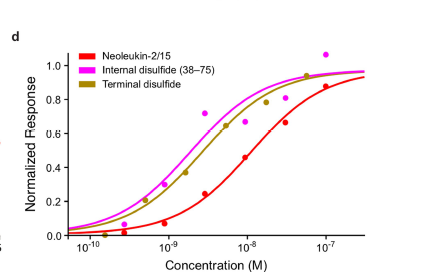 d
Neoleukin-2/15
Internal disulfide (38–75)
Terminal disulfide
Normalized Response
1.0
0.8
0.6
0.4
0.2
0.0
10⁻¹⁰ 10⁻⁹ 10⁻⁸ 10⁻⁷
Concentration (M)